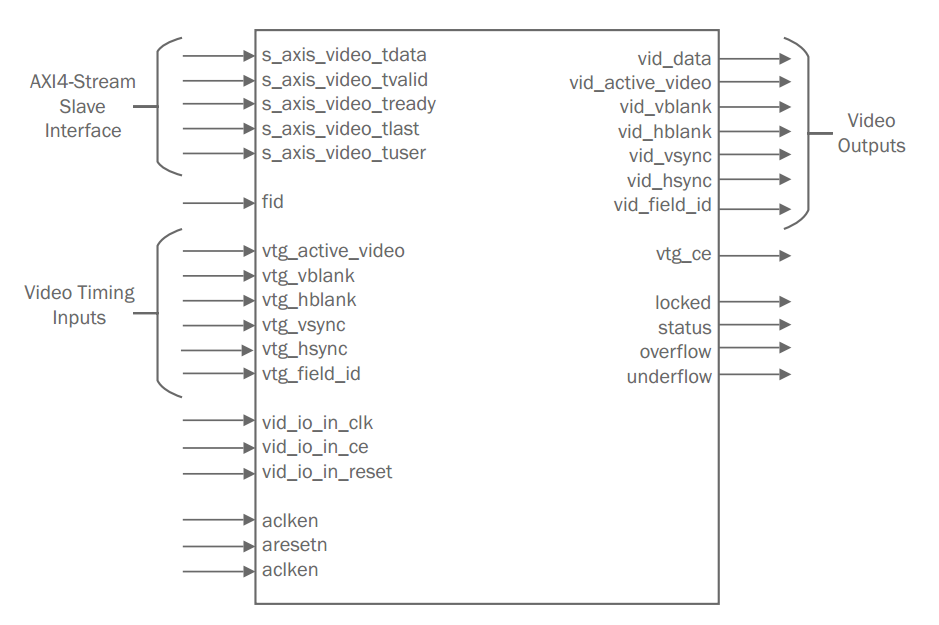 AXI4-Stream
Slave
Interface
s_axis_video_tdata
s_axis_video_tvalid
s_axis_video_tready
s_axis_video_tlast
s_axis_video_tuser
fid
Video Timing
Inputs
vtg_active_video
vtg_vblank
vtg_hblank
vtg_vsync
vtg_hsync
vtg_field_id
vid_io_in_clk
vid_io_in_ce
vid_io_in_reset
aclken
aresetn
aclken
vid_data
vid_active_video
vid_vblank
vid_hblank
vid_vsync
vid_hsync
vid_field_id
Video
Outputs
vtg_ce
locked
status
overflow
underflow